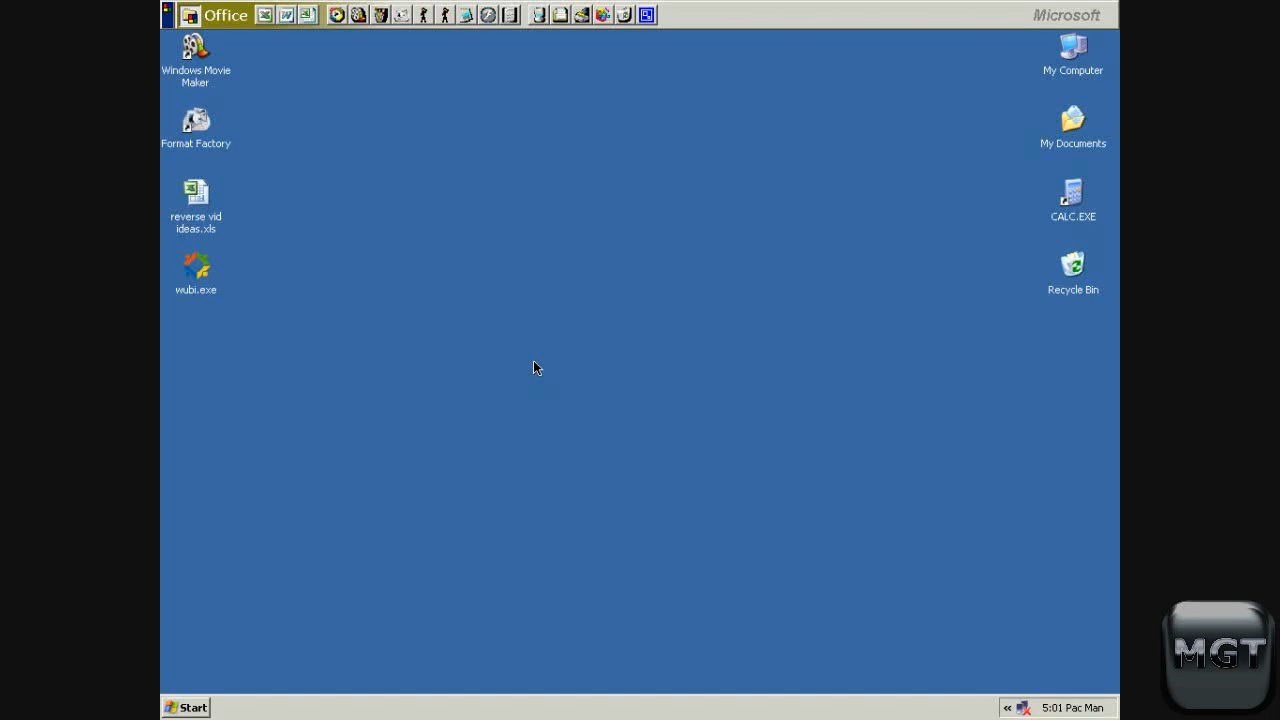 Office
Microsoft
Windows Movie
Maker
My Computer
Format Factory
My Documents
reverse vid
ideas.xls
CALC.EXE
wubi.exe
Recycle Bin
MGT
Start
« 5:01 Pac Man